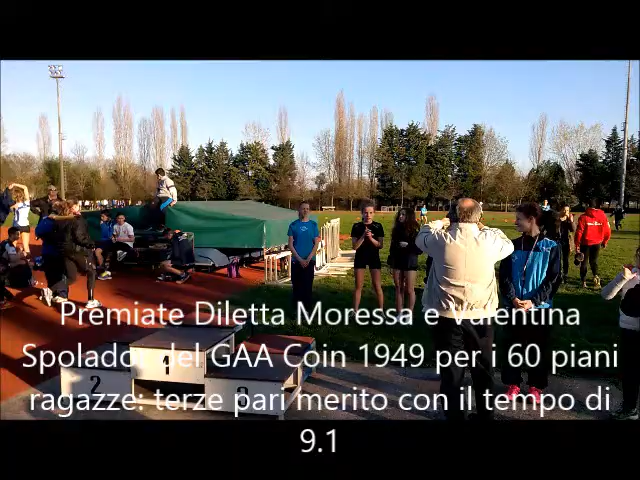 Premiate Diletta Moressa e Valentina
Spolador del GAA Coin 1949 per i 60 piani
ragazze: terze pari merito con il tempo di
9.1
1
2
3